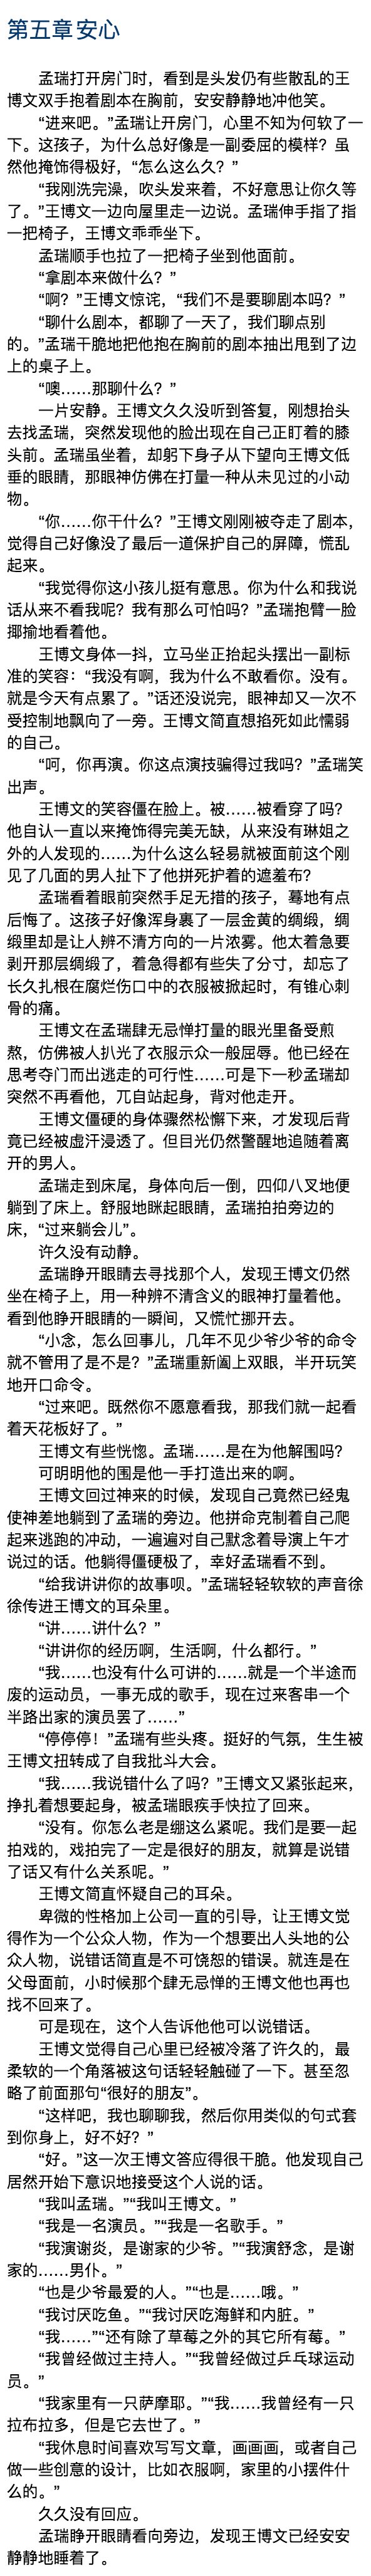 第五章 安心
孟瑞打开房门时，看到是头发仍有些散乱的王
博文双手抱着剧本在胸前，安安静静地冲他笑。
“进来吧。”孟瑞让开房门，心里不知为何软了一
下。这孩子，为什么总好像是一副委屈的模样？虽
然他掩饰得极好，“怎么这么久？”
“我刚洗完澡，吹头发来着，不好意思让你久等
了。”王博文一边向屋里走一边说。孟瑞伸手指了指
一把椅子，王博文乖乖坐下。
孟瑞顺手也拉了一把椅子坐到他面前。
“拿剧本来做什么？”
“啊？”王博文惊诧，“我们不是要聊剧本吗？”
“聊什么剧本，都聊了一天了，我们聊点别
的。”孟瑞干脆地把他抱在胸前的剧本抽出甩到了边
上的桌子上。
“噢……那聊什么？”
一片安静。王博文久久没听到答复，刚想抬头
去找孟瑞，突然发现他的脸出现在自己正盯着的膝
头前。孟瑞虽坐着，却躬下身子从下望向王博文低
垂的眼睛，那眼神仿佛在打量一种从未见过的小动
物。
“你……你干什么？”王博文刚刚被夺走了剧本，
觉得自己好像没了最后一道保护自己的屏障，慌乱
起来。
“我觉得你这小孩儿挺有意思。你为什么和我说
话从来不看我呢？我有那么可怕吗？”孟瑞抱臂一脸
揶揄地看着他。
王博文身体一抖，立马坐正抬起头摆出一副标
准的笑容：“我没有啊，我为什么不敢看你。没有。
就是今天有点累了。”话还没说完，眼神却又一次不
受控制地飘向了一旁。王博文简直想掐死如此懦弱
的自己。
“呵，你再演。你这点演技骗得过我吗？”孟瑞笑
出声。
王博文的笑容僵在脸上。被……被看穿了吗？
他自认一直以来掩饰得完美无缺，从来没有琳姐之
外的人发现的……为什么这么轻易就被面前这个刚
见了几面的男人扯下了他拼死护着的遮羞布？
孟瑞看着眼前突然手足无措的孩子，蓦地有点
后悔了。这孩子好像浑身裹了一层金黄的绸缎，绸
缎里却是让人辨不清方向的一片浓雾。他太着急要
剥开那层绸缎了，着急得都有些失了分寸，却忘了
长久扎根在腐烂伤口中的衣服被掀起时，有锥心刺
骨的痛。
王博文在孟瑞肆无忌惮打量的眼光里备受煎
熬，仿佛被人扒光了衣服示众一般屈辱。他已经在
思考夺门而出逃走的可行性……可是下一秒孟瑞却
突然不再看他，兀自站起身，背对他走开。
王博文僵硬的身体骤然松懈下来，才发现后背
竟已经被虚汗浸透了。但目光仍然警醒地追随着离
开的男人。
孟瑞走到床尾，身体向后一倒，四仰八叉地便
躺到了床上。舒服地眯起眼睛，孟瑞拍拍旁边的
床，“过来躺会儿”。
许久没有动静。
孟瑞睁开眼睛去寻找那个人，发现王博文仍然
坐在椅子上，用一种辨不清含义的眼神打量着他。
看到他睁开眼睛的一瞬间，又慌忙挪开去。
“小念，怎么回事儿，几年不见少爷少爷的命令
就不管用了是不是？”孟瑞重新阖上双眼，半开玩笑
地开口命令。
“过来吧。既然你不愿意看我，那我们就一起看
着天花板好了。”
王博文有些恍惚。孟瑞……是在为他解围吗？
可明明他的围是他一手打造出来的啊。
王博文回过神来的时候，发现自己竟然已经鬼
使神差地躺到了孟瑞的旁边。他拼命克制着自己爬
起来逃跑的冲动，一遍遍对自己默念着导演上午才
说过的话。他躺得僵硬极了，幸好孟瑞看不到。
“给我讲讲你的故事呗。”孟瑞轻轻软软的声音徐
徐传进王博文的耳朵里。
“讲……讲什么？”
“讲讲你的经历啊，生活啊，什么都行。”
“我……也没有什么可讲的……就是一个半途而
废的运动员，一事无成的歌手，现在过来客串一个
半路出家的演员罢了……”
“停停停！”孟瑞有些头疼。挺好的气氛，生生被
王博文扭转成了自我批斗大会。
“我……我说错什么了吗？”王博文又紧张起来，
挣扎着想要起身，被孟瑞眼疾手快拉了回来。
“没有。你怎么老是绷这么紧呢。我们是要一起
拍戏的，戏拍完了一定是很好的朋友，就算是说错
了话又有什么关系呢。”
王博文简直怀疑自己的耳朵。
卑微的性格加上公司一直的引导，让王博文觉
得作为一个公众人物，作为一个想要出人头地的公
众人物，说错话简直是不可饶恕的错误。就连是在
父母面前，小时候那个肆无忌惮的王博文他也再也
找不回来了。
可是现在，这个人告诉他他可以说错话。
王博文觉得自己心里已经被冷落了许久的，最
柔软的一个角落被这句话轻轻触碰了一下。甚至忽
略了前面那句“很好的朋友”。
“这样吧，我也聊聊我，然后你用类似的句式套
到你身上，好不好？”
“好。”这一次王博文答应得很干脆。他发现自己
居然开始下意识地接受这个人说的话。
“我叫孟瑞。”“我叫王博文。”
“我是一名演员。”“我是一名歌手。”
“我演谢炎，是谢家的少爷。”“我演舒念，是谢
家的……男仆。”
“也是少爷最爱的人。”“也是……哦。”
“我讨厌吃鱼。”“我讨厌吃海鲜和内脏。”
“我……”“还有除了草莓之外的其它所有莓。”
“我曾经做过主持人。”“我曾经做过乒乓球运动
员。”
“我家里有一只萨摩耶。”“我……我曾经有一只
拉布拉多，但是它去世了。”
“我休息时间喜欢写写文章，画画画，或者自己
做一些创意的设计，比如衣服啊，家里的小摆件什
么的。”
久久没有回应。
孟瑞睁开眼睛看向旁边，发现王博文已经安安
静静地睡着了。